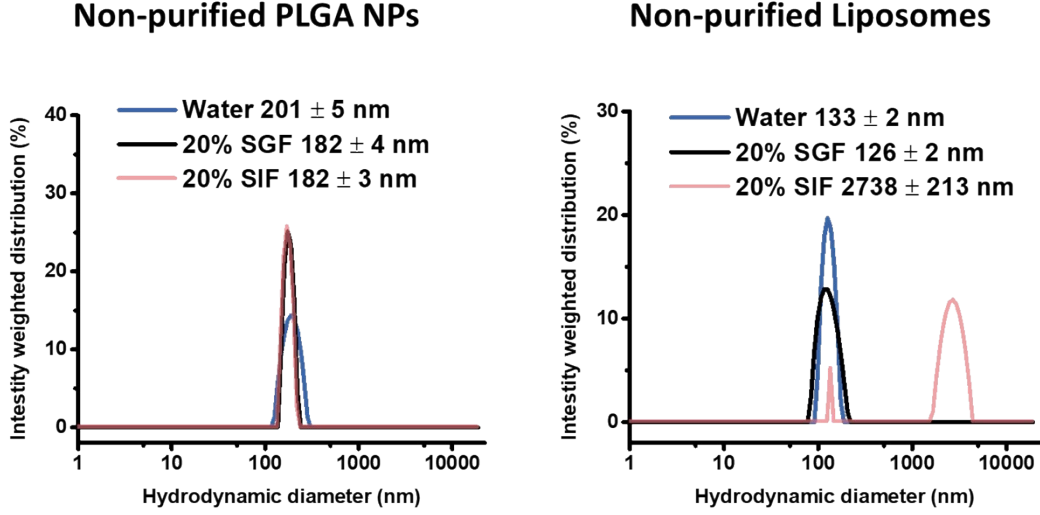 Non-purified PLGA NPs
Water 201 ± 5 nm
20% SGF 182 ± 4 nm
20% SIF 182 ± 3 nm
Intestity weighted distribution (%)
40
30
20
10
0
1 10 100 1000 10000
Hydrodynamic diameter (nm)
Non-purified Liposomes
Water 133 ± 2 nm
20% SGF 126 ± 2 nm
20% SIF 2738 ± 213 nm
Intestity weighted distribution (%)
30
20
10
0
1 10 100 1000 10000
Hydrodynamic diameter (nm)